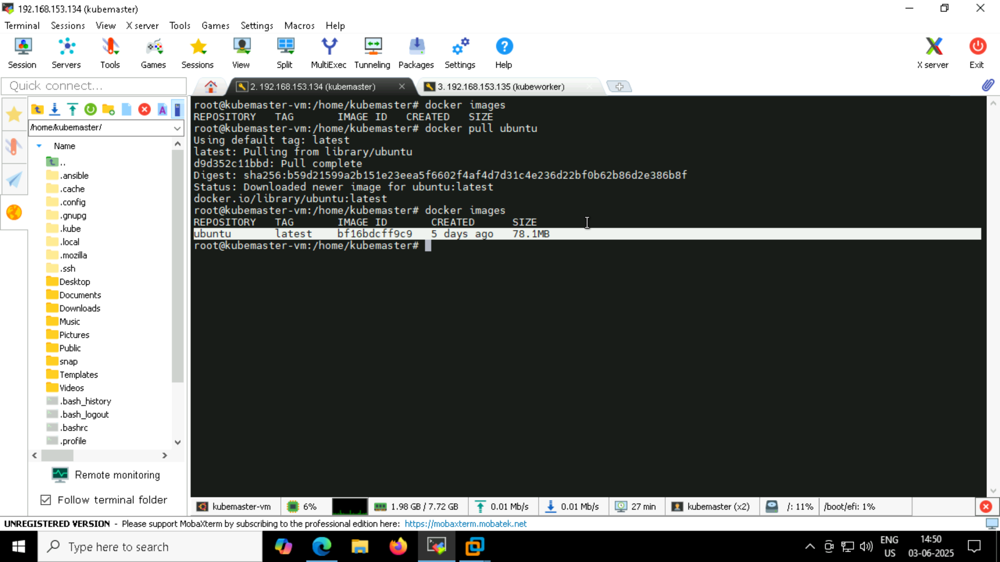 192.168.153.134 (kubemaster)
Terminal Sessions View X server Tools Games Settings Macros Help
Session Servers Tools Games Sessions View Split MultiExec Tunneling Packages Settings Help X server Exit
Quick connect...
2. 192.168.153.134 (kubemaster)
3. 192.168.153.135 (kubeworker)
/home/kubemaster/
Name
..
.ansible
.cache
.config
.gnupg
.kube
.local
.mozilla
.ssh
Desktop
Documents
Downloads
Music
Pictures
Public
snap
Templates
Videos
.bash_history
.bash_logout
.bashrc
.profile
Remote monitoring
Follow terminal folder
root@kubemaster-vm:/home/kubemaster# docker images
REPOSITORY TAG IMAGE ID CREATED SIZE
root@kubemaster-vm:/home/kubemaster# docker pull ubuntu
Using default tag: latest
latest: Pulling from library/ubuntu
d9d352c11bbd: Pull complete
Digest: sha256:b59d21599a2b151e23eea5f6602f4af4d7d31c4e236d22bf0b62b86d2e386b8f
Status: Downloaded newer image for ubuntu:latest
docker.io/library/ubuntu:latest
root@kubemaster-vm:/home/kubemaster# docker images
REPOSITORY TAG IMAGE ID CREATED SIZE
ubuntu latest bf16bdcff9c9 5 days ago 78.1MB
root@kubemaster-vm:/home/kubemaster#
kubemaster-vm 6% 1.98 GB / 7.72 GB 0.01 Mb/s 0.01 Mb/s 27 min kubemaster (x2) /: 11% /boot/efi: 1%
UNREGISTERED VERSION - Please support MobaXterm by subscribing to the professional edition here: https://mobaxterm.mobatek.net
Type here to search
ENG
US
14:50
03-06-2025